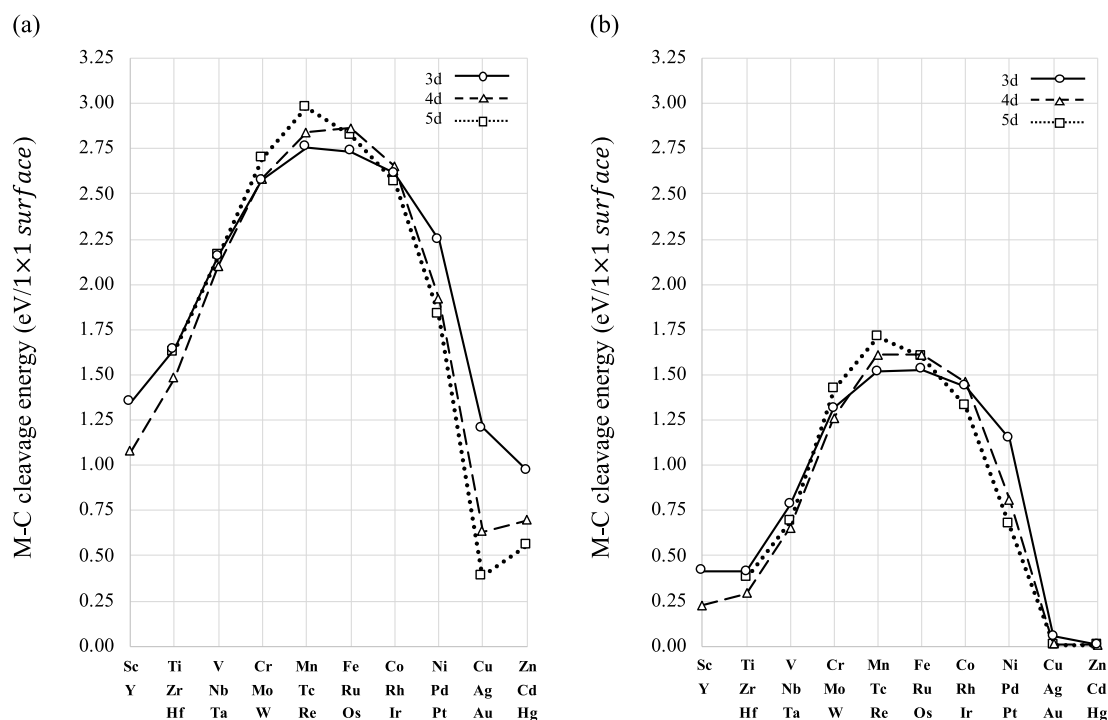 (a)
3.25
3.00
2.75
2.50
2.25
2.00
1.75
1.50
1.25
1.00
0.75
0.50
0.25
0.00
M-C cleavage energy (eV/1×1 surface)
3d
4d
5d
Sc Ti V Cr Mn Fe Co Ni Cu Zn
Y Zr Nb Mo Tc Ru Rh Pd Ag Cd
Hf Ta W Re Os Ir Pt Au Hg
(b)
3.25
3.00
2.75
2.50
2.25
2.00
1.75
1.50
1.25
1.00
0.75
0.50
0.25
0.00
M-C cleavage energy (eV/1×1 surface)
3d
4d
5d
Sc Ti V Cr Mn Fe Co Ni Cu Zn
Y Zr Nb Mo Tc Ru Rh Pd Ag Cd
Hf Ta W Re Os Ir Pt Au Hg